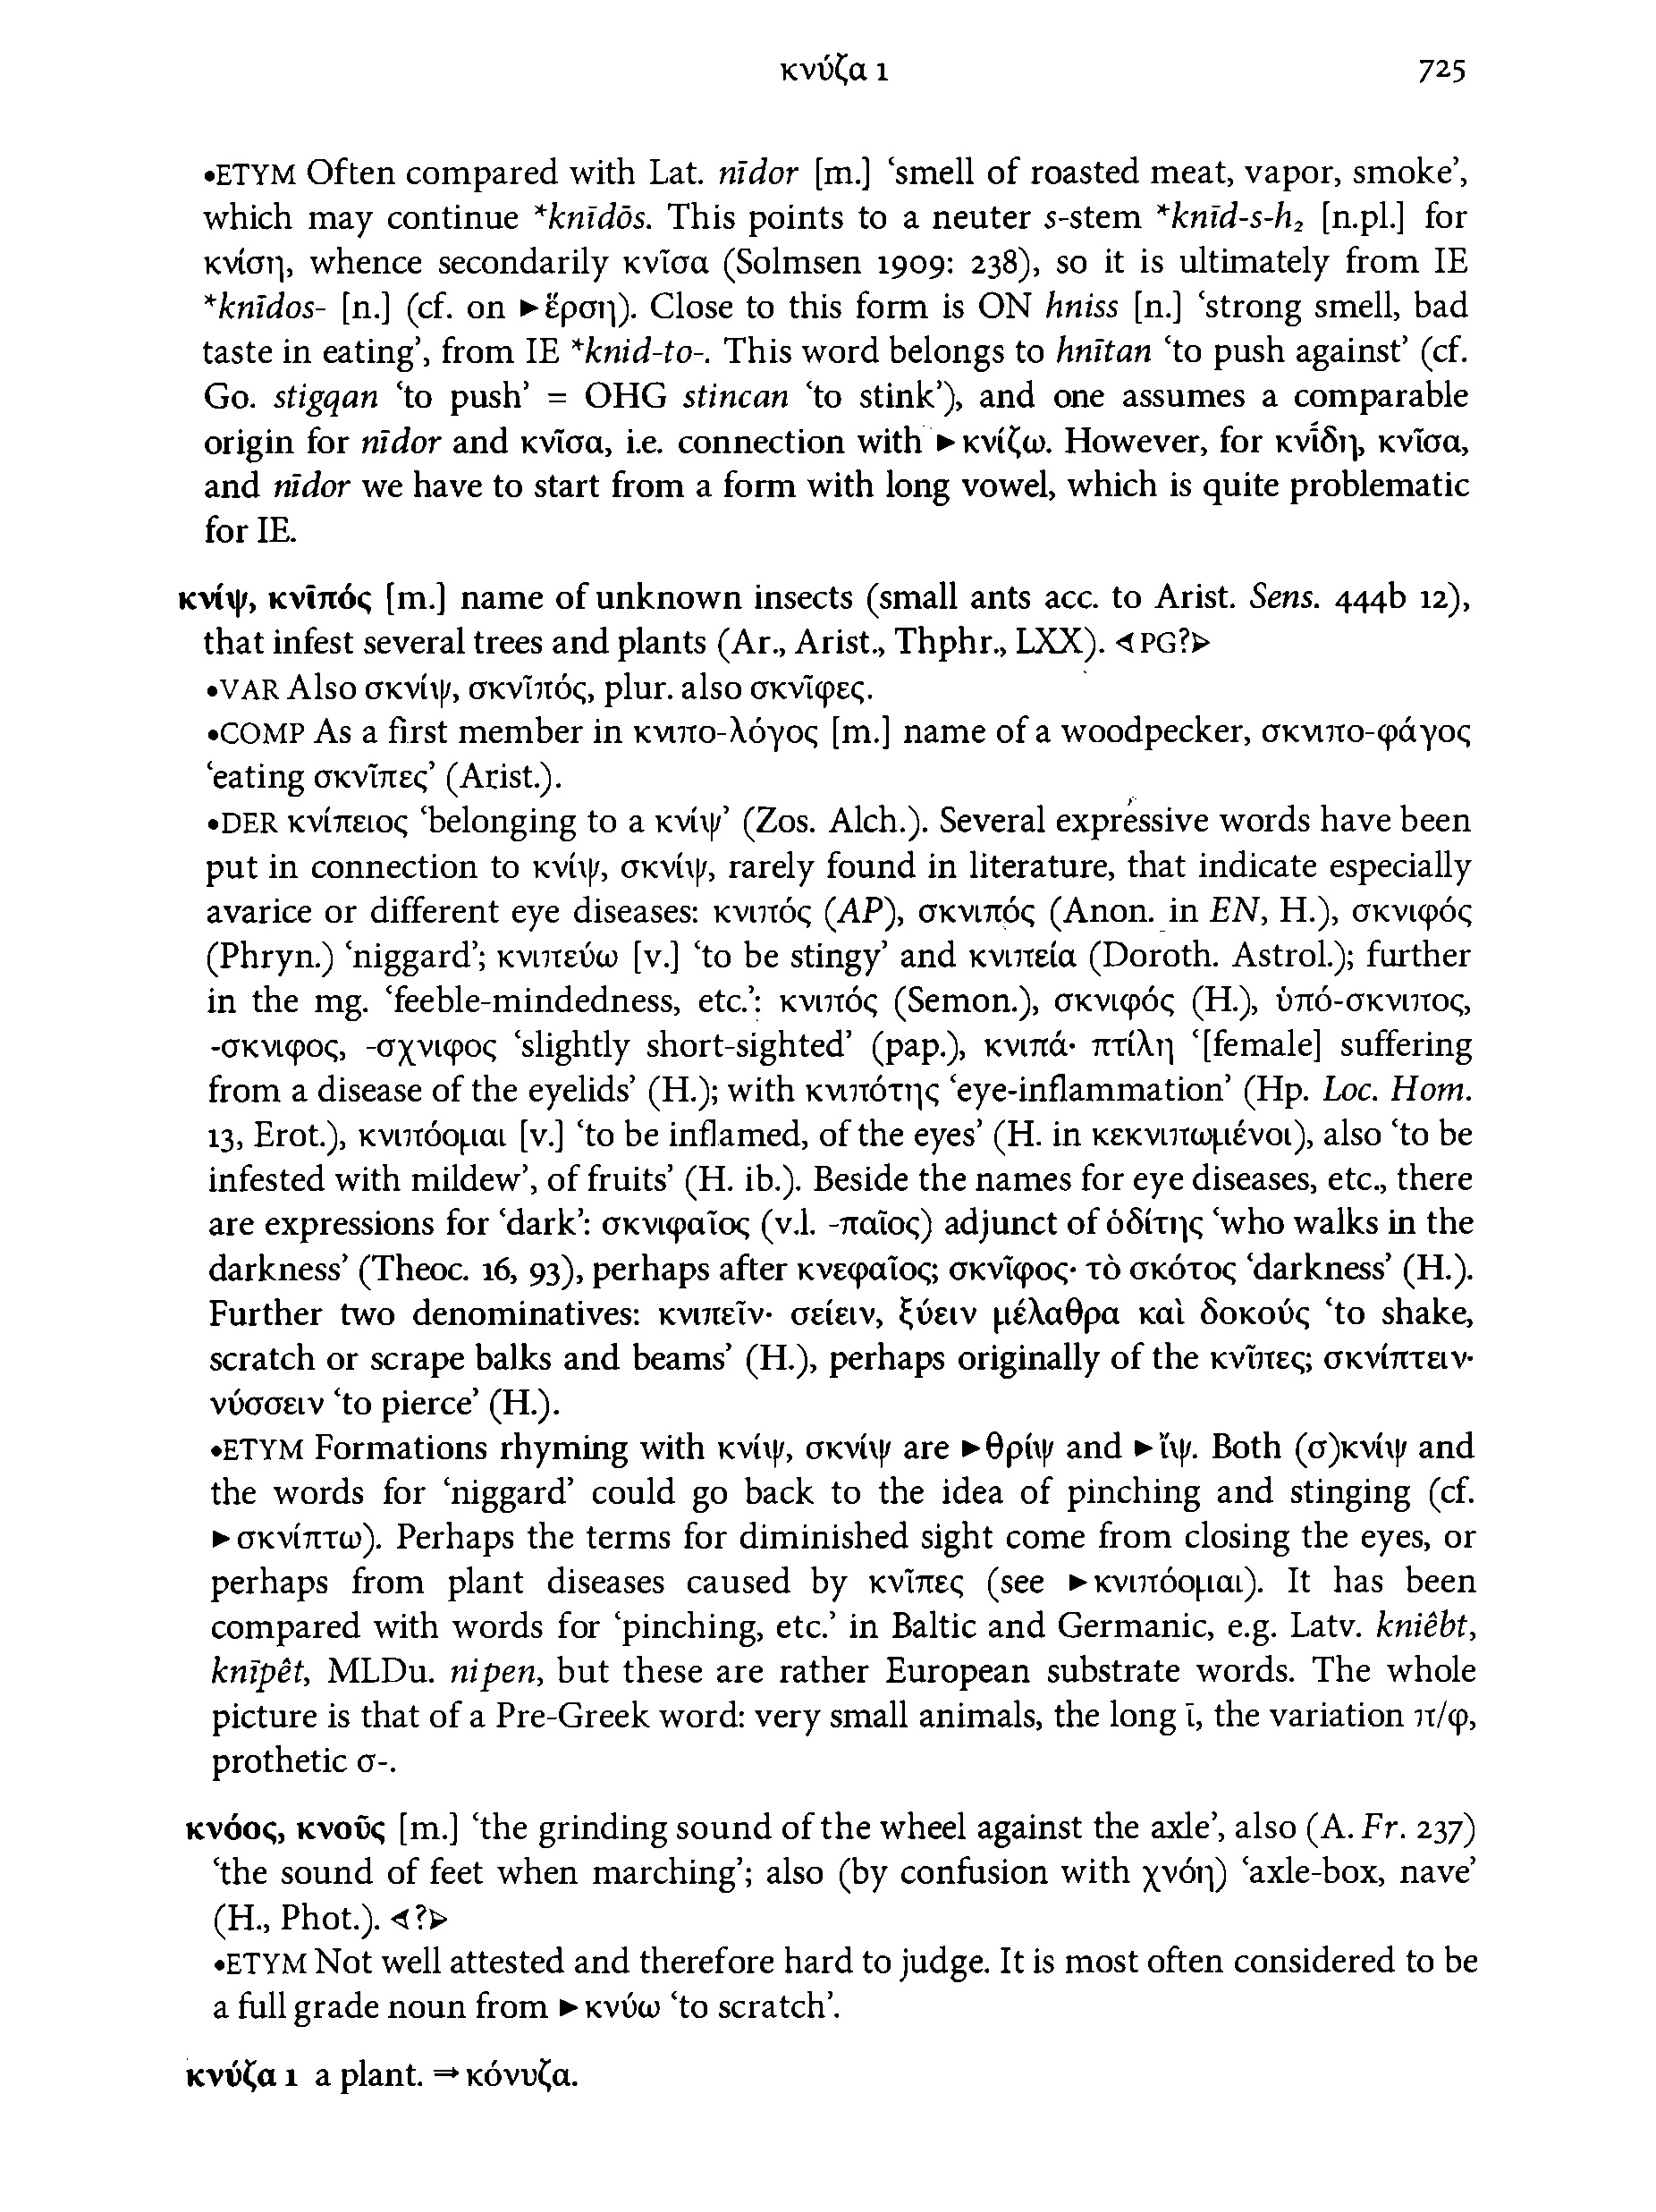 κνύζα 1 725
•ETYM Often compared with Lat. nīdor [m.] ‘smell of roasted meat, vapor, smoke’,
which may continue *knīdōs. This points to a neuter s-stem *knīd-s-h₂ [n.pl.] for
κνίση, whence secondarily κνῖσα (Solmsen 1909: 238), so it is ultimately from IE
*knīdos- [n.] (cf. on ►ἔρση). Close to this form is ON hniss [n.] ‘strong smell, bad
taste in eating’, from IE *knid-to-. This word belongs to hnītan ‘to push against’ (cf.
Go. stigqan ‘to push’ = OHG stincan ‘to stink’), and one assumes a comparable
origin for nīdor and κνῖσα, i.e. connection with ►κνίζω. However, for κνί̄δη, κνῖσα,
and nīdor we have to start from a form with long vowel, which is quite problematic
for IE.
κνίψ, κνῑπός [m.] name of unknown insects (small ants acc. to Arist. Sens. 444b 12),
that infest several trees and plants (Ar., Arist., Thphr., LXX). ◁PG?▷
•VAR Also σκνίψ, σκνῑπός, plur. also σκνῖφες.
•COMP As a first member in κνιπο-λόγος [m.] name of a woodpecker, σκνιπο-φάγος
‘eating σκνῖπες’ (Arist.).
•DER κνίπειος ‘belonging to a κνίψ’ (Zos. Alch.). Several expressive words have been
put in connection to κνίψ, σκνίψ, rarely found in literature, that indicate especially
avarice or different eye diseases: κνιπός (AP), σκνιπός (Anon. in EN, H.), σκνιφός
(Phryn.) ‘niggard’; κνιπεύω [v.] ‘to be stingy’ and κνιπεία (Doroth. Astrol.); further
in the mg. ‘feeble-mindedness, etc.’: κνιπός (Semon.), σκνιφός (H.), ὑπό-σκνιπος,
-σκνιφος, -σχνιφος ‘slightly short-sighted’ (pap.), κνιπά· πτίλη ‘[female] suffering
from a disease of the eyelids’ (H.); with κνιπότης ‘eye-inflammation’ (Hp. Loc. Hom.
13, Erot.), κνιπόομαι [v.] ‘to be inflamed, of the eyes’ (H. in κεκνιπωμένοι), also ‘to be
infested with mildew’, of fruits’ (H. ib.). Beside the names for eye diseases, etc., there
are expressions for ‘dark’: σκνιφαῖος (v.l. -παῖος) adjunct of ὁδίτης ‘who walks in the
darkness’ (Theoc. 16, 93), perhaps after κνεφαῖος; σκνῖφος· τὸ σκότος ‘darkness’ (H.).
Further two denominatives: κνιπεῖν· σείειν, ξύειν μέλαθρα καὶ δοκούς ‘to shake,
scratch or scrape balks and beams’ (H.), perhaps originally of the κνῖπες; σκνίπτειν·
νύσσειν ‘to pierce’ (H.).
•ETYM Formations rhyming with κνίψ, σκνίψ are ►θρίψ and ►ἴψ. Both (σ)κνίψ and
the words for ‘niggard’ could go back to the idea of pinching and stinging (cf.
►σκνίπτω). Perhaps the terms for diminished sight come from closing the eyes, or
perhaps from plant diseases caused by κνῖπες (see ►κνιπόομαι). It has been
compared with words for ‘pinching, etc.’ in Baltic and Germanic, e.g. Latv. kniêbt,
knīpêt, MLDu. nipen, but these are rather European substrate words. The whole
picture is that of a Pre-Greek word: very small animals, the long ῑ, the variation π/φ,
prothetic σ-.
κνόος, κνοῦς [m.] ‘the grinding sound of the wheel against the axle’, also (A. Fr. 237)
‘the sound of feet when marching’; also (by confusion with χνόη) ‘axle-box, nave’
(H., Phot.). ◁?▷
•ETYM Not well attested and therefore hard to judge. It is most often considered to be
a full grade noun from ►κνύω ‘to scratch’.
κνύζα 1 a plant. ⇒κόνυζα.